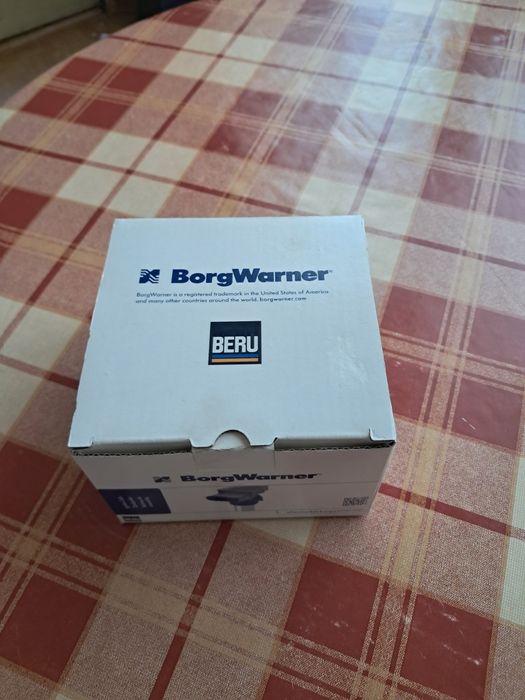 BorgWarner
BorgWarner is a registered trademark in the United States of America
and many other countries around the world. borgwarner.com
BERU
BorgWarner
BERU